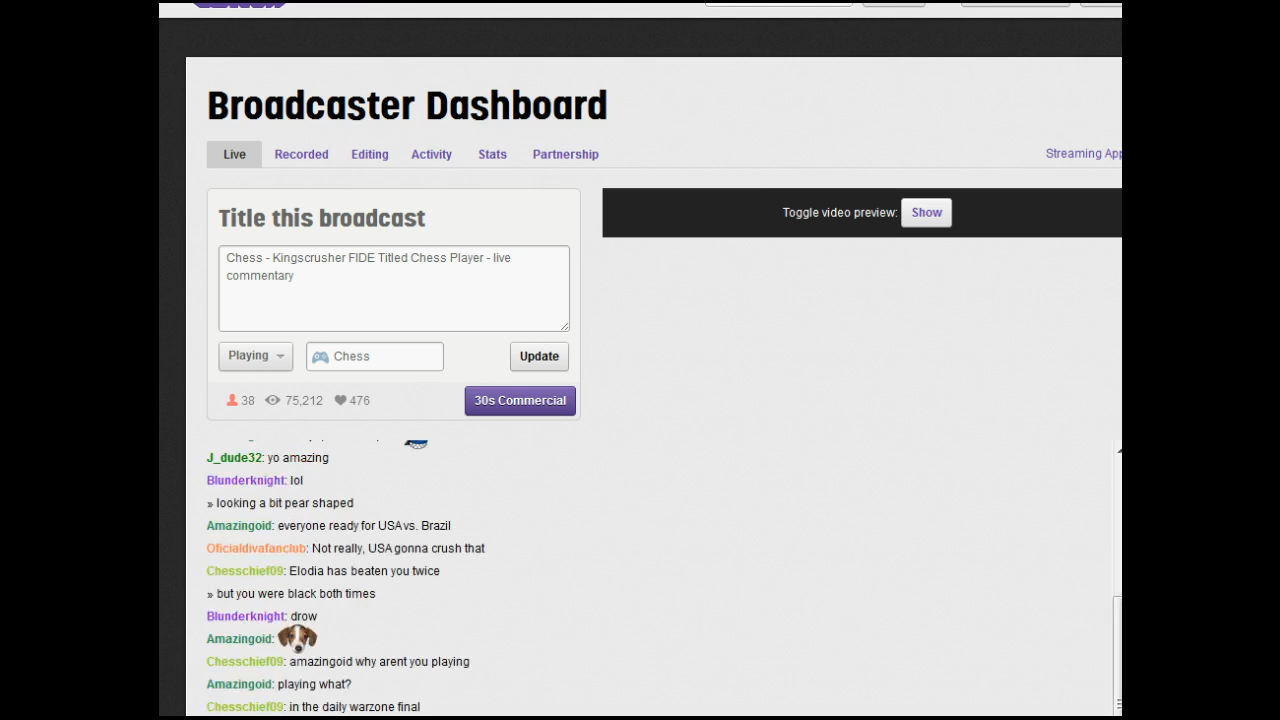 Broadcaster Dashboard
Live Recorded Editing Activity Stats Partnership
Streaming App
Title this broadcast
Chess - Kingscrusher FIDE Titled Chess Player - live
commentary
Playing Chess Update
38 75,212 476 30s Commercial
Toggle video preview: Show
J_dude32: yo amazing
Blunderknight: lol
» looking a bit pear shaped
Amazingoid: everyone ready for USA vs. Brazil
Oficialdivafanclub: Not really, USA gonna crush that
Chesschief09: Elodia has beaten you twice
» but you were black both times
Blunderknight: drow
Amazingoid:
Chesschief09: amazingoid why arent you playing
Amazingoid: playing what?
Chesschief09: in the daily warzone final